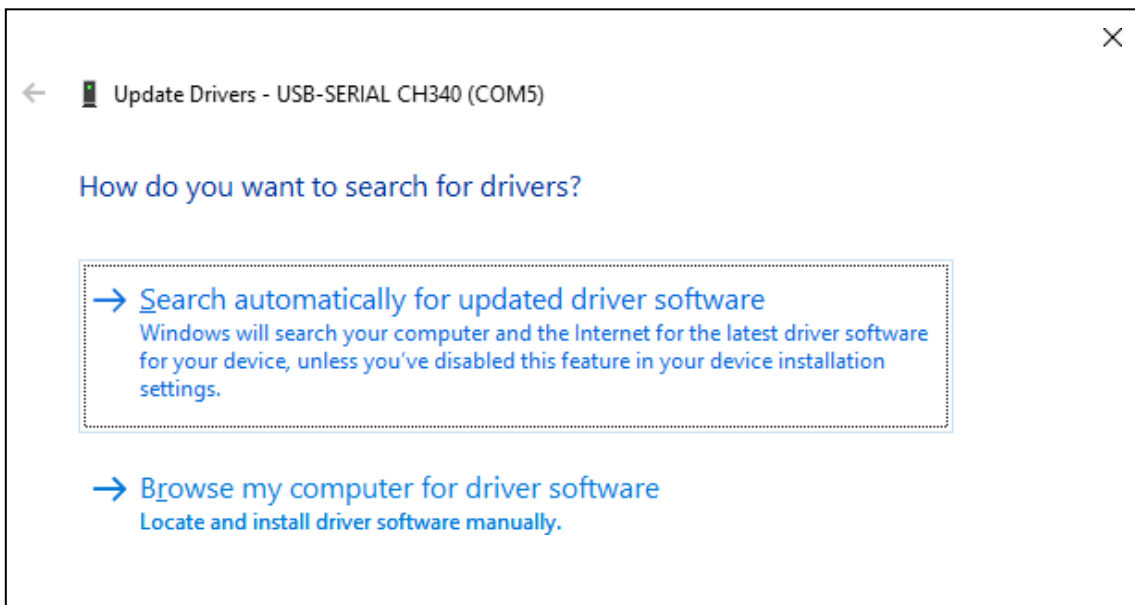 Update Drivers - USB-SERIAL CH340 (COM5)
How do you want to search for drivers?
Search automatically for updated driver software
Windows will search your computer and the Internet for the latest driver software
for your device, unless you've disabled this feature in your device installation
settings.
Browse my computer for driver software
Locate and install driver software manually.